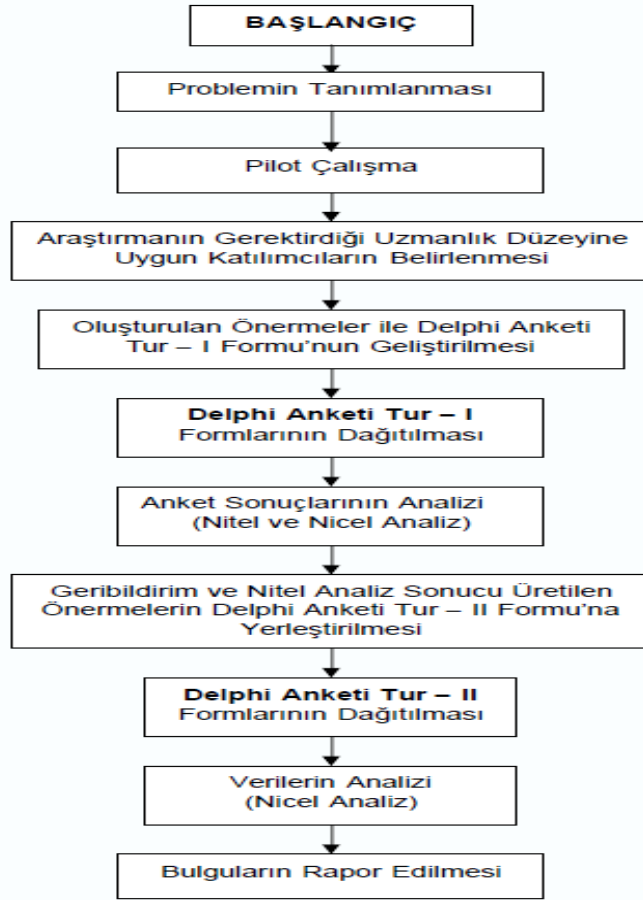 BAŞLANGIÇ
Problemin Tanımlanması
Pilot Çalışma
Araştırmanın Gerektirdiği Uzmanlık Düzeyine
Uygun Katılımcıların Belirlenmesi
Oluşturulan Önermeler ile Delphi Anketi
Tur – I Formu’nun Geliştirilmesi
Delphi Anketi Tur – I
Formlarının Dağıtılması
Anket Sonuçlarının Analizi
(Nitel ve Nicel Analiz)
Geribildirim ve Nitel Analiz Sonucu Üretilen
Önermelerin Delphi Anketi Tur – II Formu’na
Yerleştirilmesi
Delphi Anketi Tur – II
Formlarının Dağıtılması
Verilerin Analizi
(Nicel Analiz)
Bulguların Rapor Edilmesi